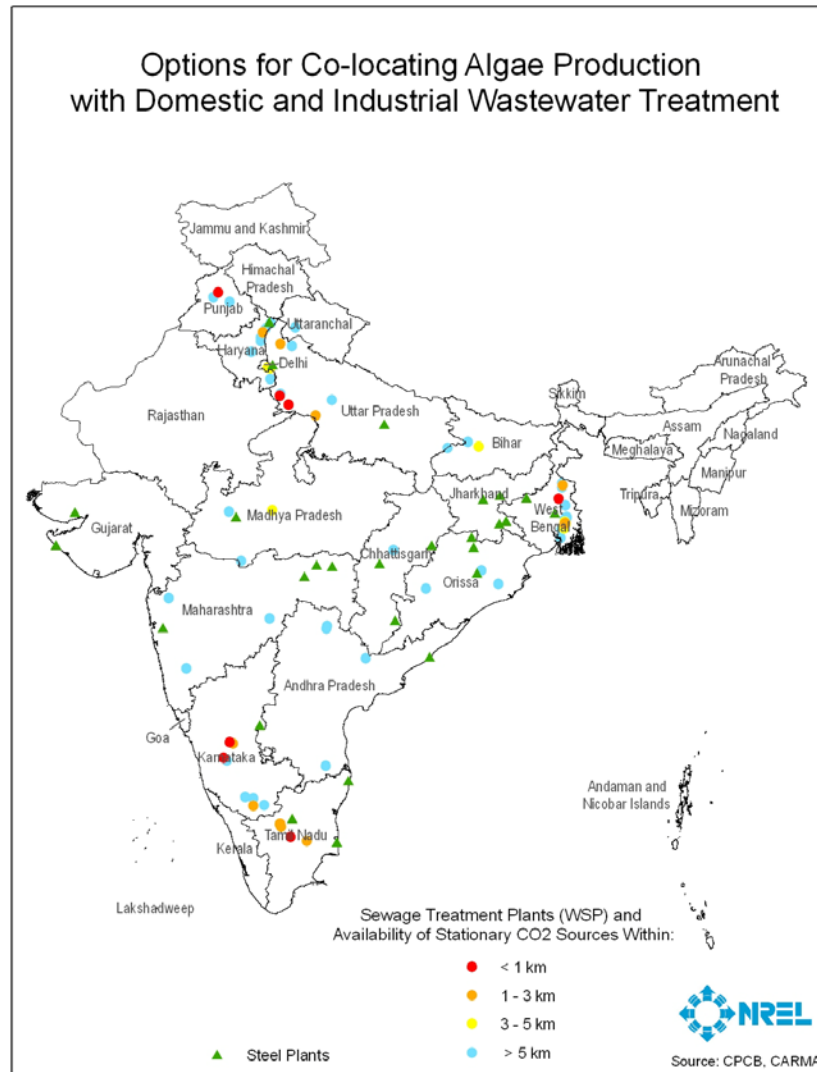 Options for Co-locating Algae Production
with Domestic and Industrial Wastewater Treatment
Jammu and Kashmir
Himachal
Pradesh
Punjab
Uttaranchal
Haryana
Delhi
Arunachal
Pradesh
Sikkim
Rajasthan
Uttar Pradesh
Assam
Nagaland
Bihar
Meghalaya
Manipur
Jharkhand
Tripura
Mizoram
West
Bengal
Gujarat
Madhya Pradesh
Chhattisgarh
Orissa
Maharashtra
Andhra Pradesh
Goa
Karnataka
Andaman and
Nicobar Islands
Tamil Nadu
Kerala
Lakshadweep
Sewage Treatment Plants (WSP) and
Availability of Stationary CO2 Sources Within:
< 1 km
1 - 3 km
3 - 5 km
> 5 km
Steel Plants
NREL
Source: CPCB, CARMA